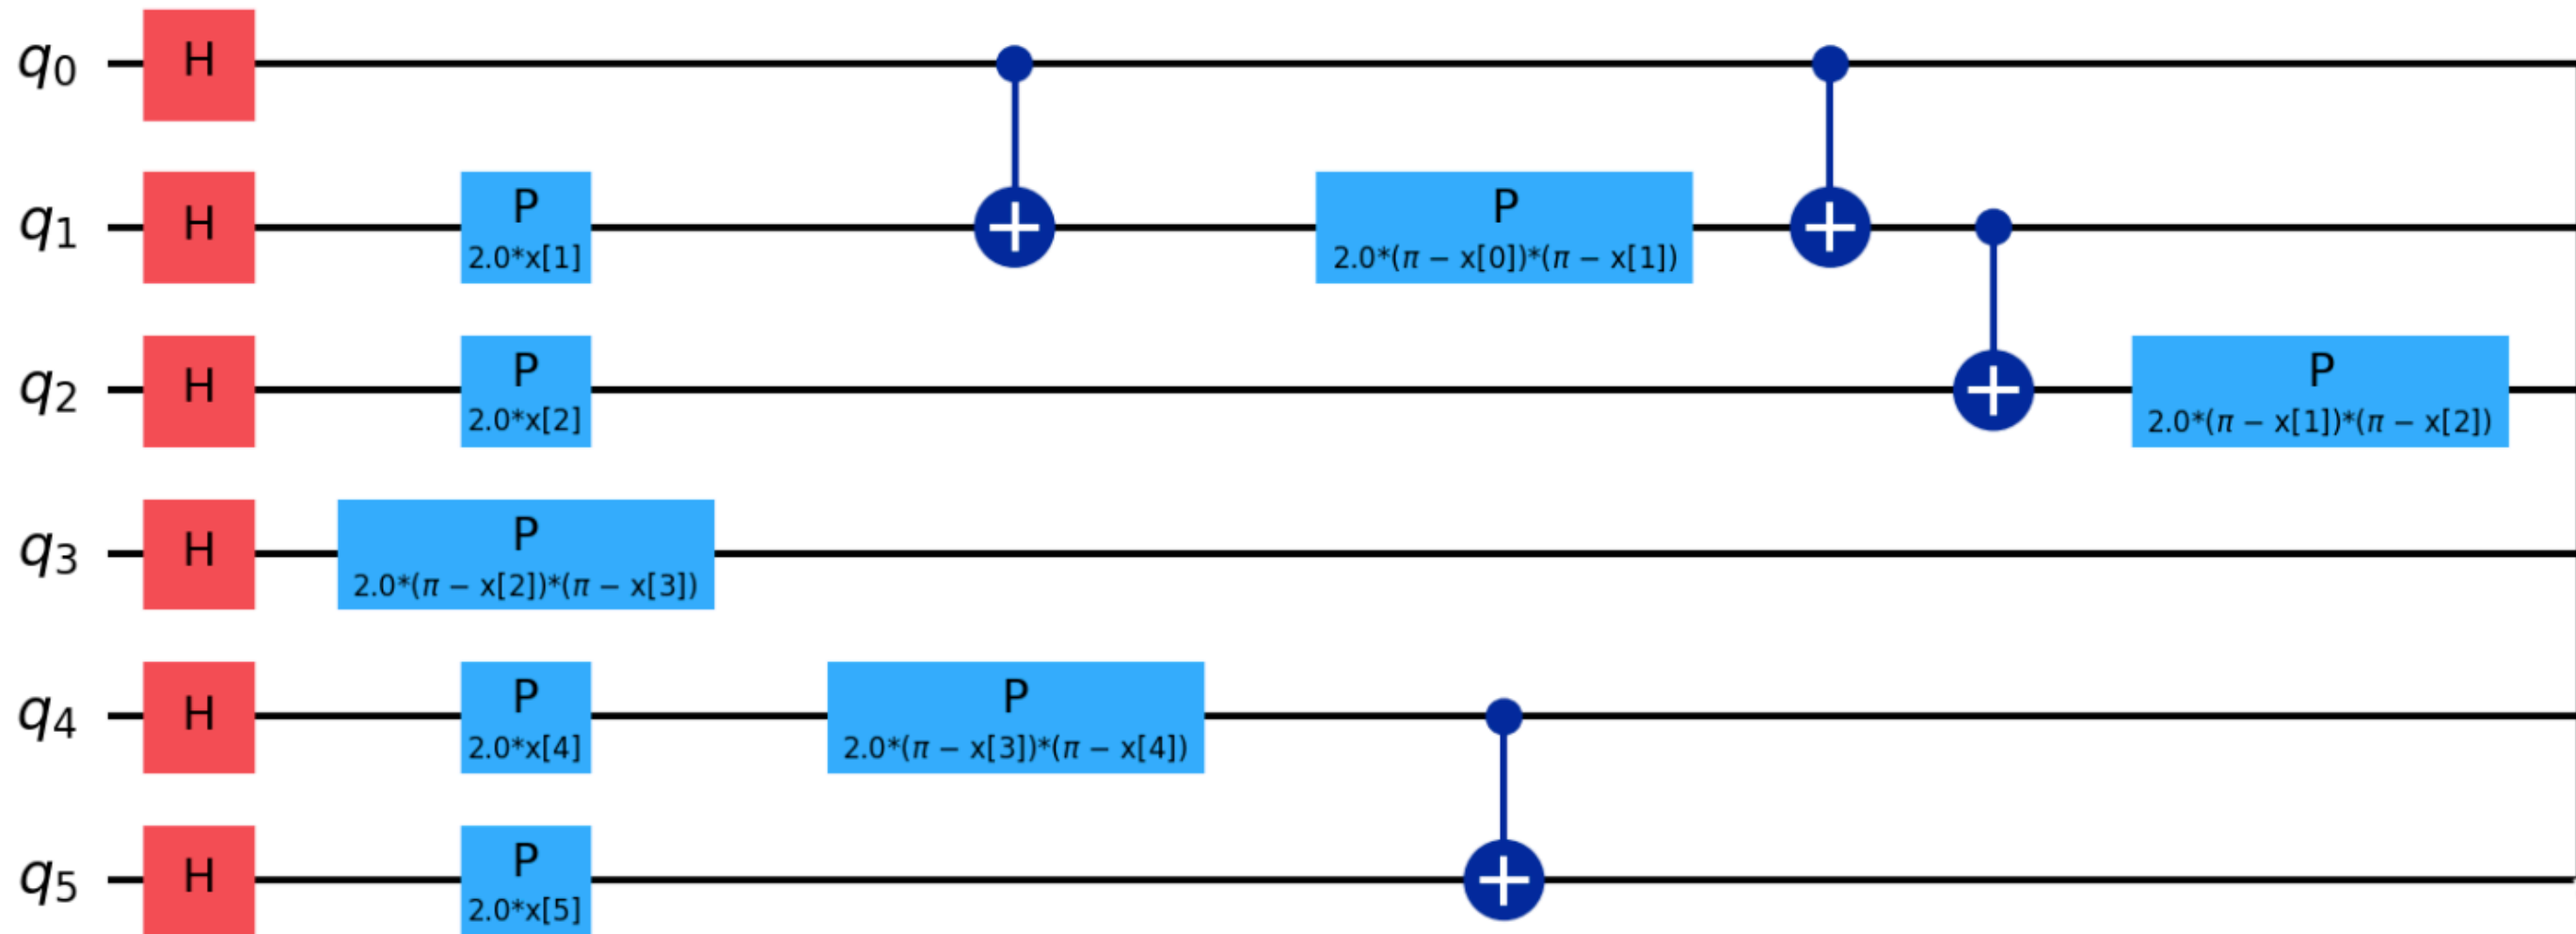 q0 H
q1 H P P
2.0*x[1] 2.0*(π − x[0])*(π − x[1])
q2 H P P
2.0*x[2] 2.0*(π − x[1])*(π − x[2])
q3 H P
2.0*(π − x[2])*(π − x[3])
q4 H P P
2.0*x[4] 2.0*(π − x[3])*(π − x[4])
q5 H P
2.0*x[5]